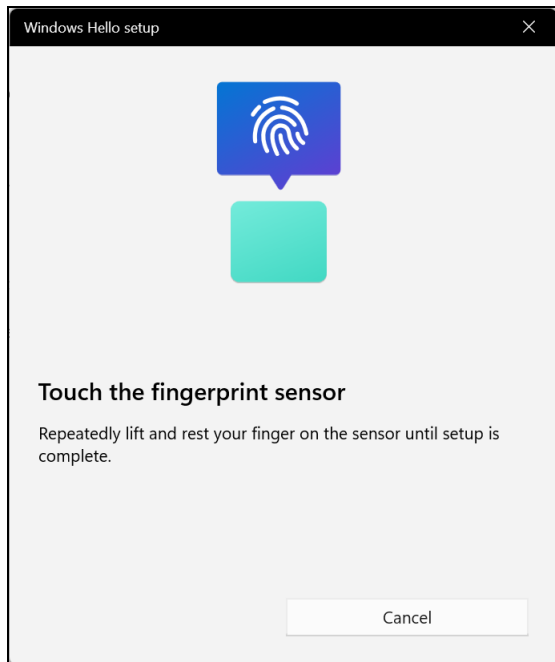 Windows Hello setup
Touch the fingerprint sensor
Repeatedly lift and rest your finger on the sensor until setup is
complete.
Cancel